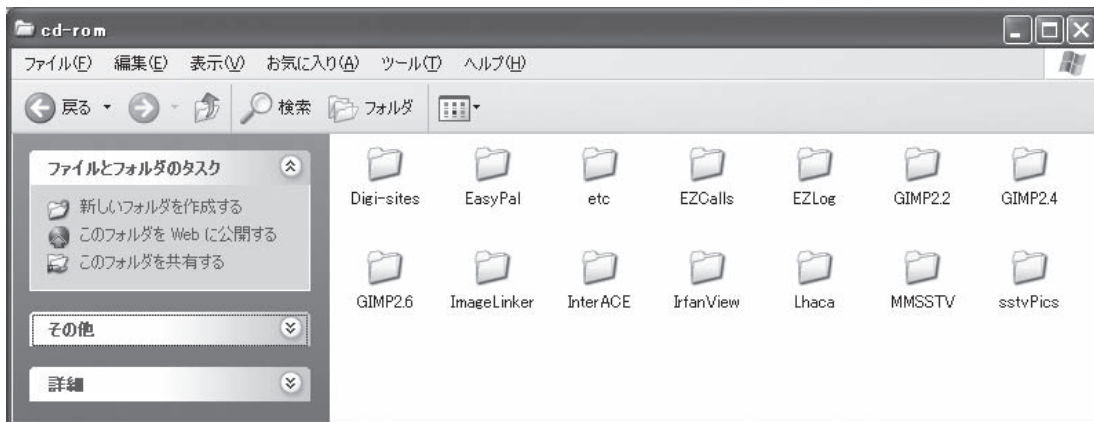 cd-rom
ファイル(F) 編集(E) 表示(V) お気に入り(A) ツール(T) ヘルプ(H)
戻る 検索 フォルダ
ファイルとフォルダのタスク
新しいフォルダを作成する
このフォルダを Web に公開する
このフォルダを共有する
その他
詳細
Digi-sites EasyPal etc EZCalls EZLog GIMP2.2 GIMP2.4
GIMP2.6 ImageLinker InterACE IrfanView Lhaca MMSSTV sstvPics